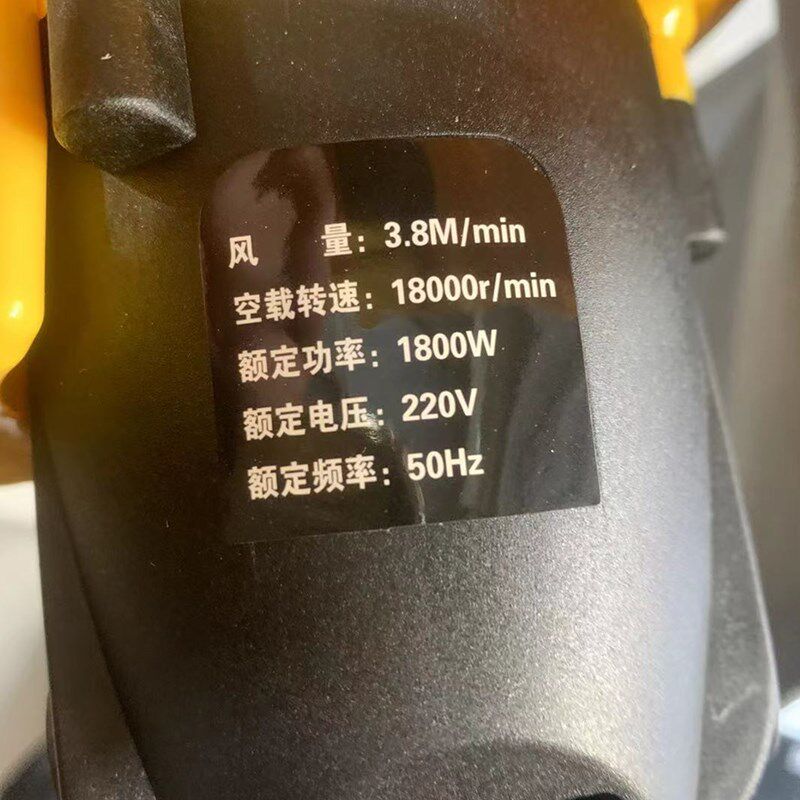 风　　量：3.8M/min
空载转速：18000r/min
额定功率：1800W
额定电压：220V
额定频率：50Hz